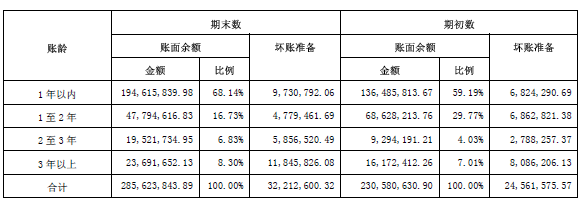 账龄 期末数 期初数
账面余额 坏账准备 账面余额 坏账准备
金额 比例 金额 比例
1年以内 194,615,839.98 68.14% 9,730,792.06 136,485,813.67 59.19% 6,824,290.69
1至2年 47,794,616.83 16.73% 4,779,461.69 68,628,213.76 29.77% 6,862,821.38
2至3年 19,521,734.95 6.83% 5,856,520.49 9,294,191.21 4.03% 2,788,257.37
3年以上 23,691,652.13 8.30% 11,845,826.08 16,172,412.26 7.01% 8,086,206.13
合计 285,623,843.89 100.00% 32,212,600.32 230,580,630.90 100.00% 24,561,575.57